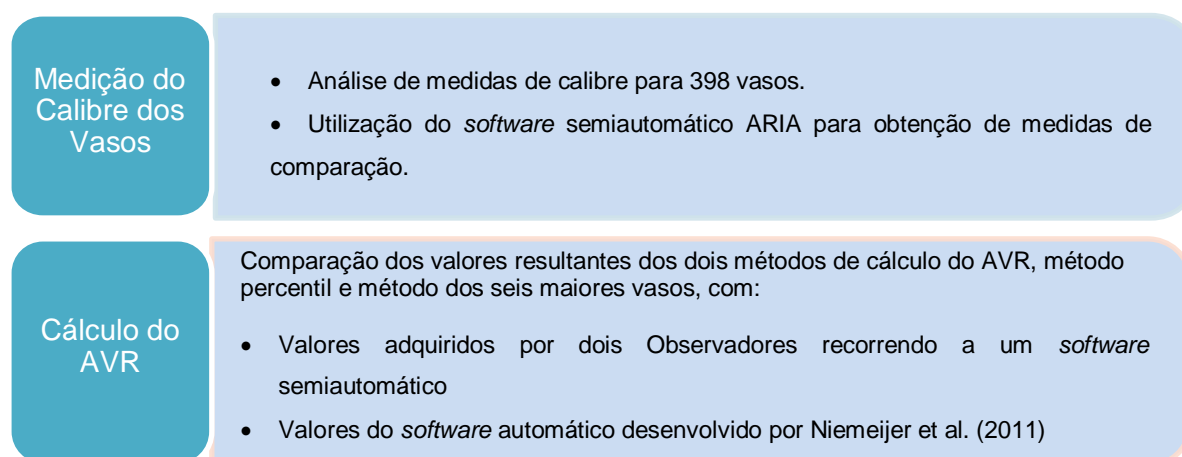 Medição do
Calibre dos
Vasos
• Análise de medidas de calibre para 398 vasos.
• Utilização do software semiautomático ARIA para obtenção de medidas de
comparação.
Cálculo do
AVR
Comparação dos valores resultantes dos dois métodos de cálculo do AVR, método
percentil e método dos seis maiores vasos, com:
• Valores adquiridos por dois Observadores recorrendo a um software
semiautomático
• Valores do software automático desenvolvido por Niemeijer et al. (2011)